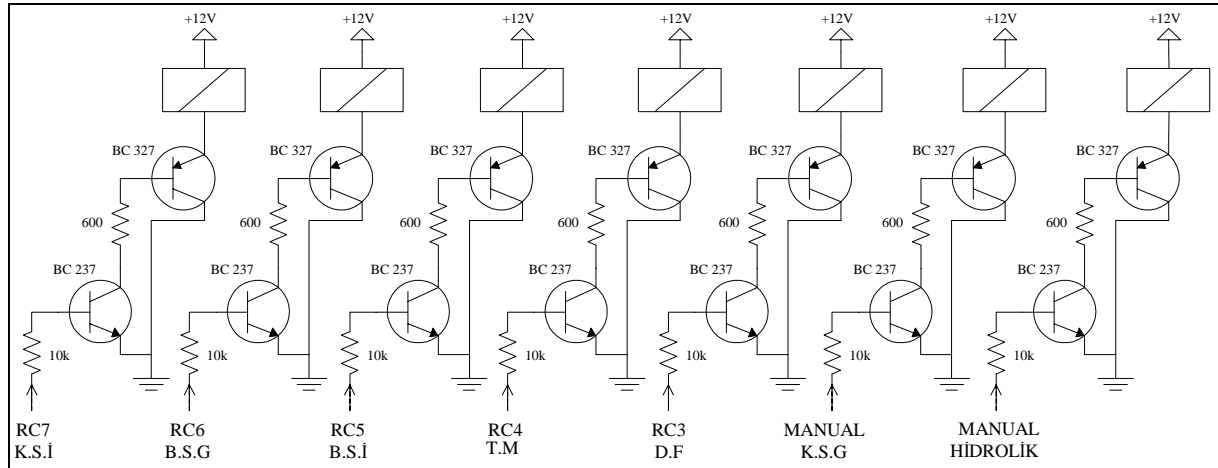 +12V +12V +12V +12V +12V +12V +12V
BC 327 BC 327 BC 327 BC 327 BC 327 BC 327 BC 327
600 600 600 600 600 600 600
BC 237 BC 237 BC 237 BC 237 BC 237 BC 237 BC 237
10k 10k 10k 10k 10k 10k 10k
RC7 RC6 RC5 RC4 RC3 MANUAL MANUAL
K.S.İ B.S.G B.S.İ T.M D.F K.S.G HİDROLİK